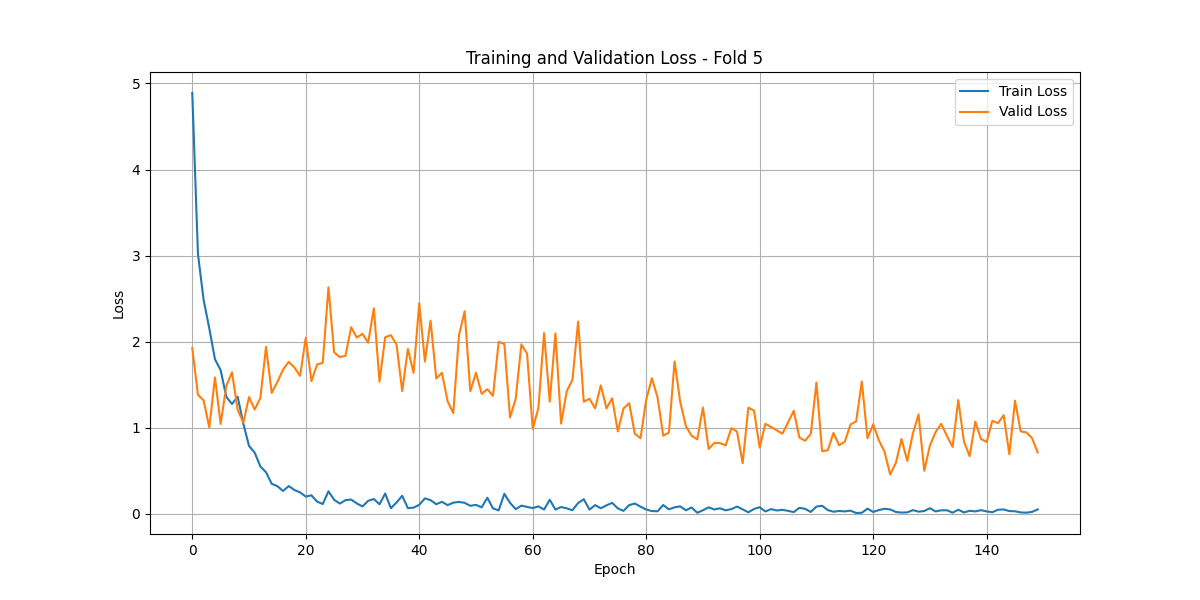 Training and Validation Loss - Fold 5
Train Loss
Valid Loss
5
4
3
2
1
0
Loss
0 20 40 60 80 100 120 140
Epoch